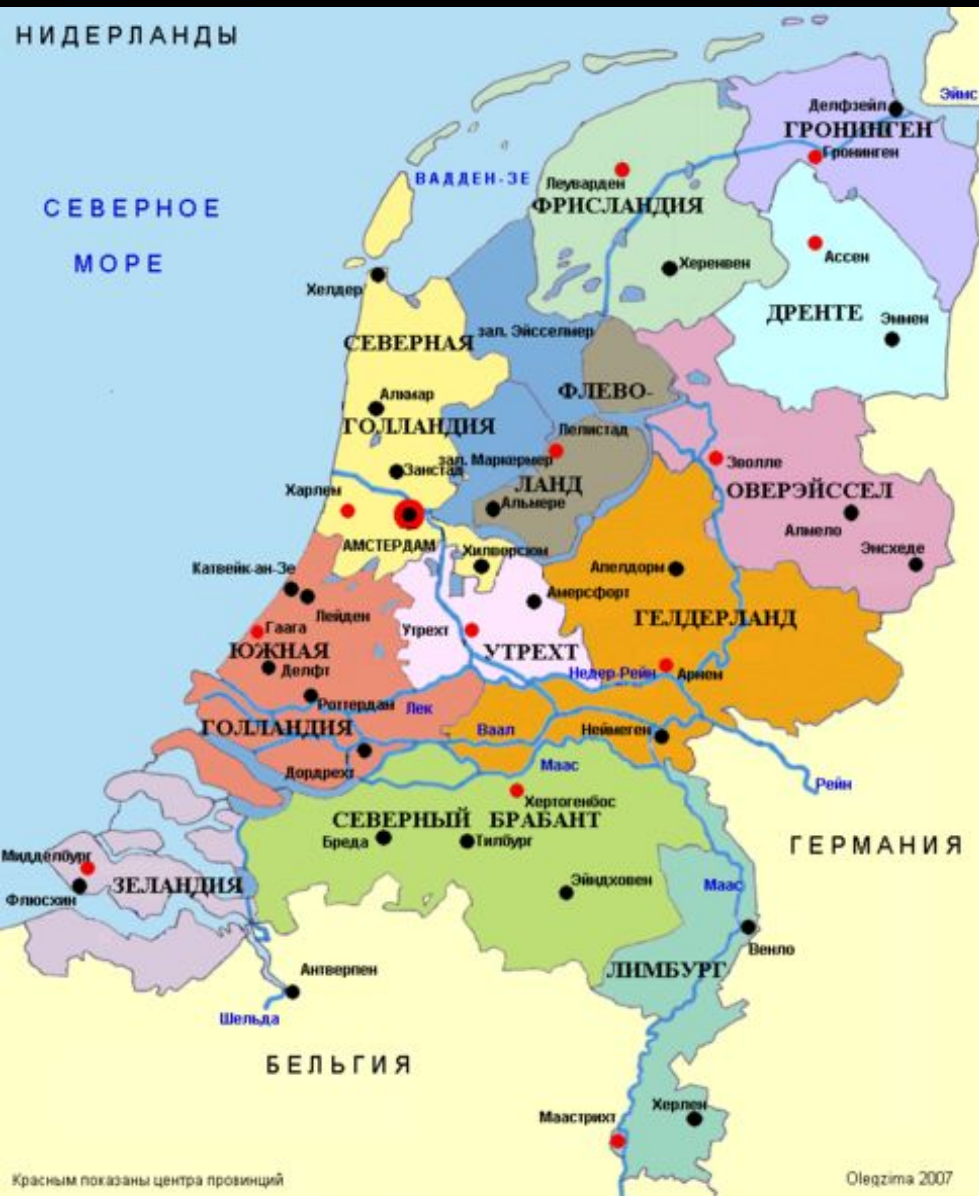 НИДЕРЛАНДЫ
Эймс
Делфзейл
ГРОНИНГЕН
Гронинген
ВАДДЕН-ЗЕ
Леуварден
ФРИСЛАНДИЯ
СЕВЕРНОЕ
МОРЕ
Ассен
Херенвен
Хелдер
ДРЕНТЕ
Эммен
зал. Эйсселмер
СЕВЕРНАЯ
ФЛЕВО-
Алкмар
ГОЛЛАНДИЯ
Лелистад
зал. Маркермер
Занстад
Зволле
ЛАНД
ОВЕРЭЙССЕЛ
Харлем
Альмере
Алмело
АМСТЕРДАМ
Хилверсюм
Энсхеде
Катвейк-ан-Зе
Апелдорм
Амерсфорт
Лейден
ГЕЛДЕРЛАНД
Гаага
Утрехт
ЮЖНАЯ
УТРЕХТ
Делфт
Недер-Рейн
Арнем
Роттердам
Лек
ГОЛЛАНДИЯ
Ваал
Неймеген
Дордрехт
Маас
Рейн
Хертогенбос
СЕВЕРНЫЙ БРАБАНТ
Бреда
Тилбург
ГЕРМАНИЯ
Мидделбург
ЗЕЛАНДИЯ
Эйндховен
Маас
Флюсхин
Венло
Антверпен
ЛИМБУРГ
Шельда
БЕЛЬГИЯ
Херлен
Маастрихт
Красным показаны центра провинций
Olegzima 2007